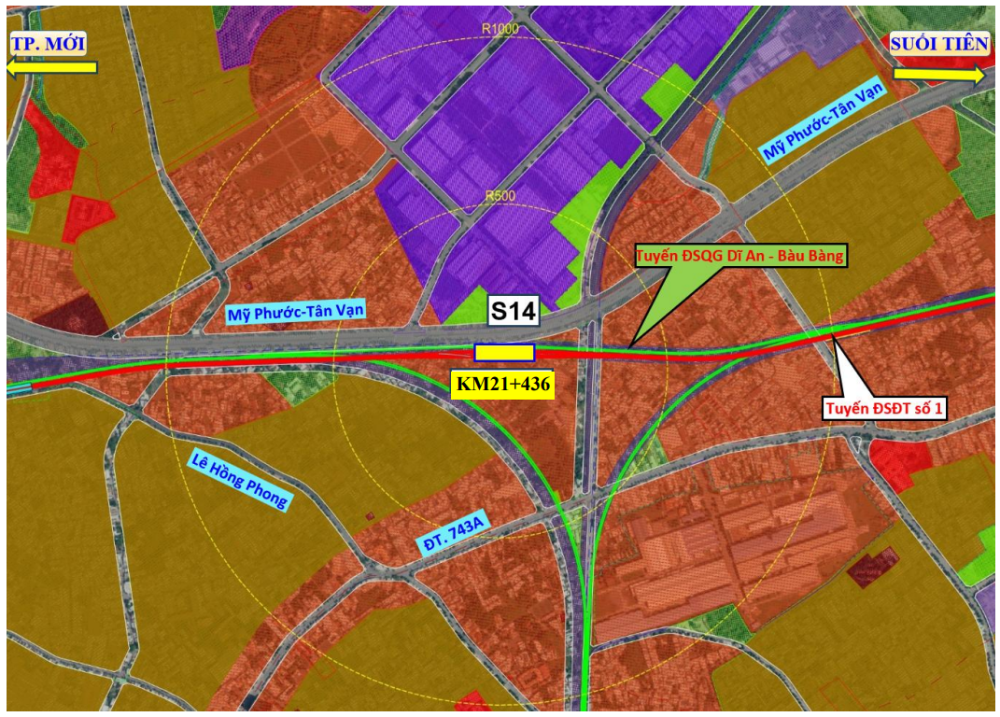 R1000
TP. MỚI
SUỐI TIÊN
Mỹ Phước-Tân Vạn
R500
Tuyến ĐSQG Dĩ An - Bàu Bàng
Mỹ Phước-Tân Vạn
S14
KM21+436
Tuyến ĐSĐT số 1
Lê Hồng Phong
ĐT. 743A